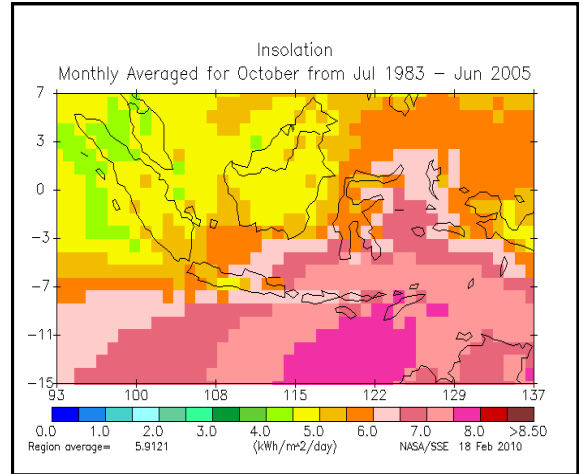 Insolation
Monthly Averaged for October from Jul 1983 - Jun 2005
7
3
0
-3
-7
-11
-15
93 100 108 115 122 129 137
0.0 1.0 2.0 3.0 4.0 5.0 6.0 7.0 8.0 >8.50
Region average= 5.9121 (kWh/m^2/day) NASA/SSE 18 Feb 2010